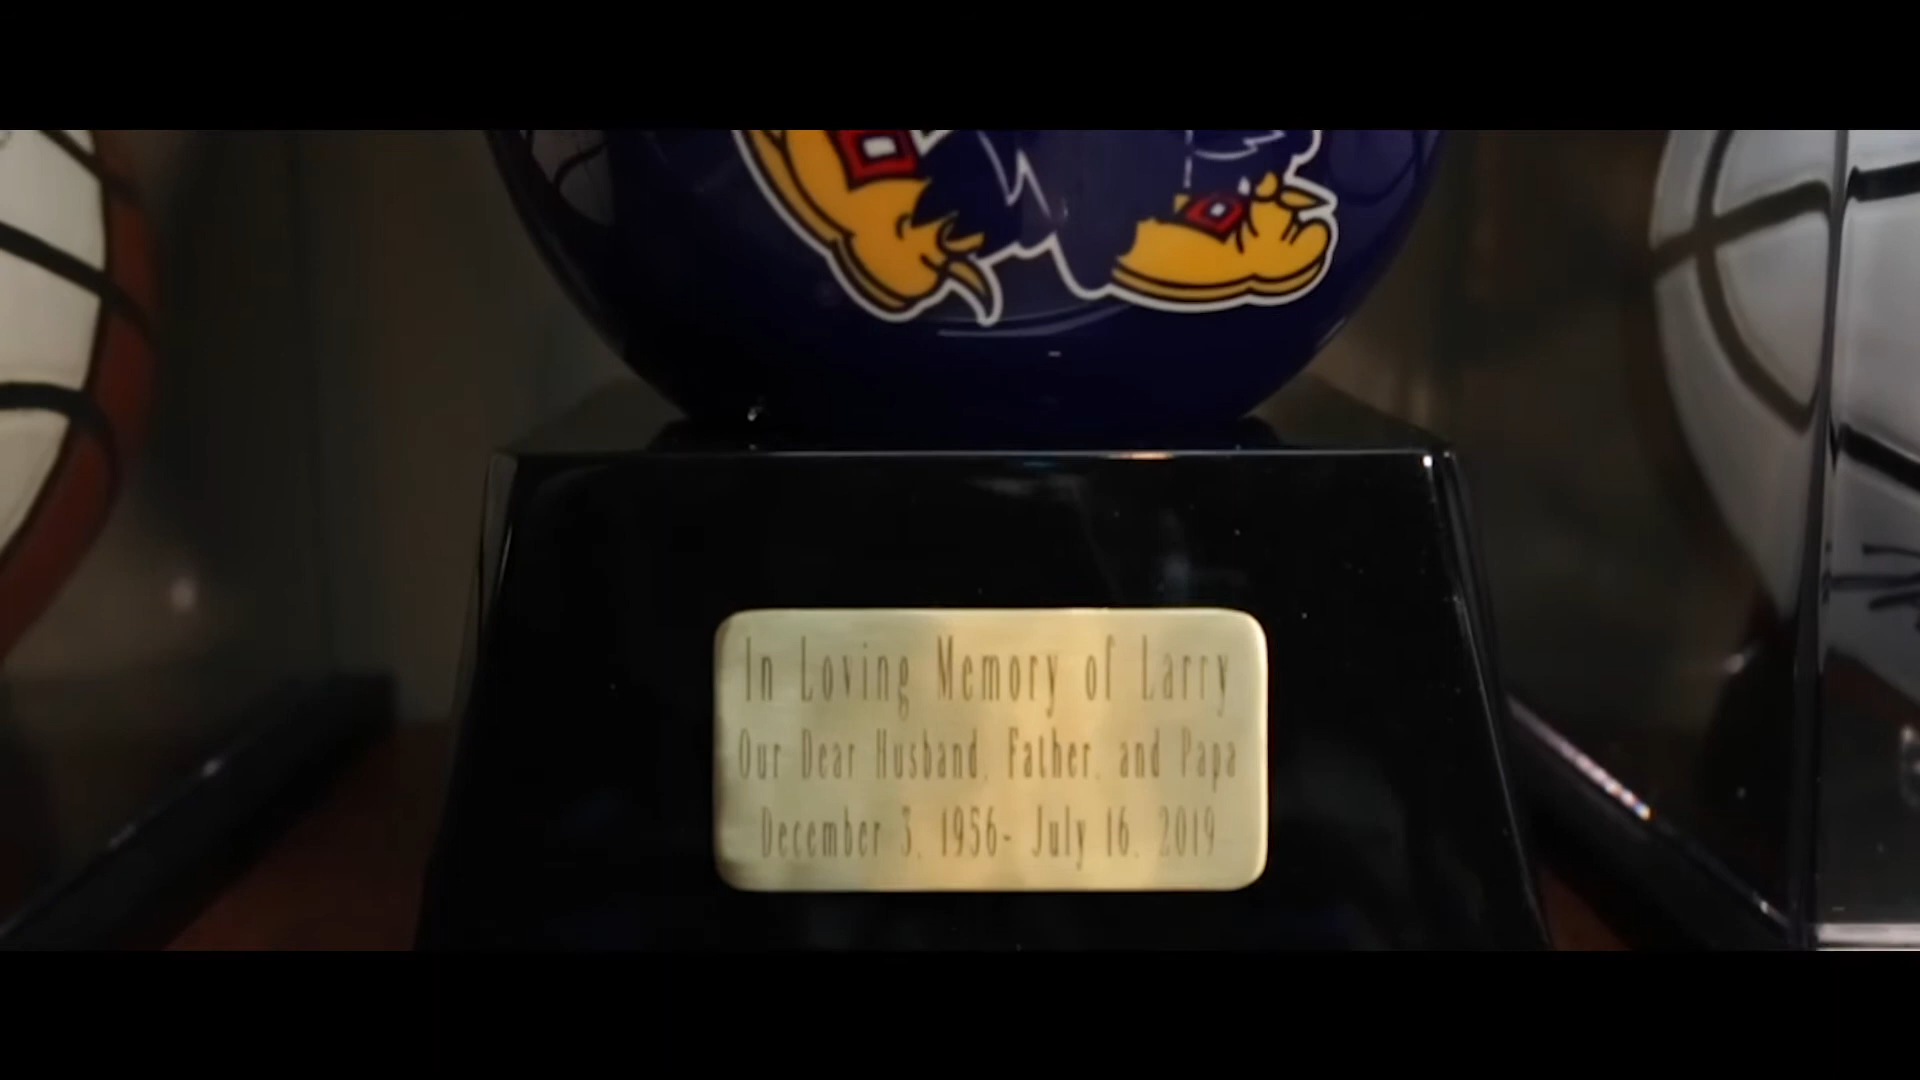 In Loving Memory of Larry
Our Dear Husband, Father, and Papa
December 3, 1956- July 16, 2019